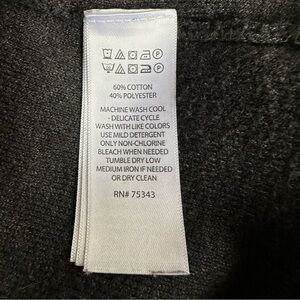 60% COTTON
40% POLYESTER
MACHINE WASH COOL
- DELICATE CYCLE
WASH WITH LIKE COLORS
USE MILD DETERGENT
ONLY NON-CHLORINE
BLEACH WHEN NEEDED
TUMBLE DRY LOW
MEDIUM IRON IF NEEDED
OR DRY CLEAN
RN# 75343